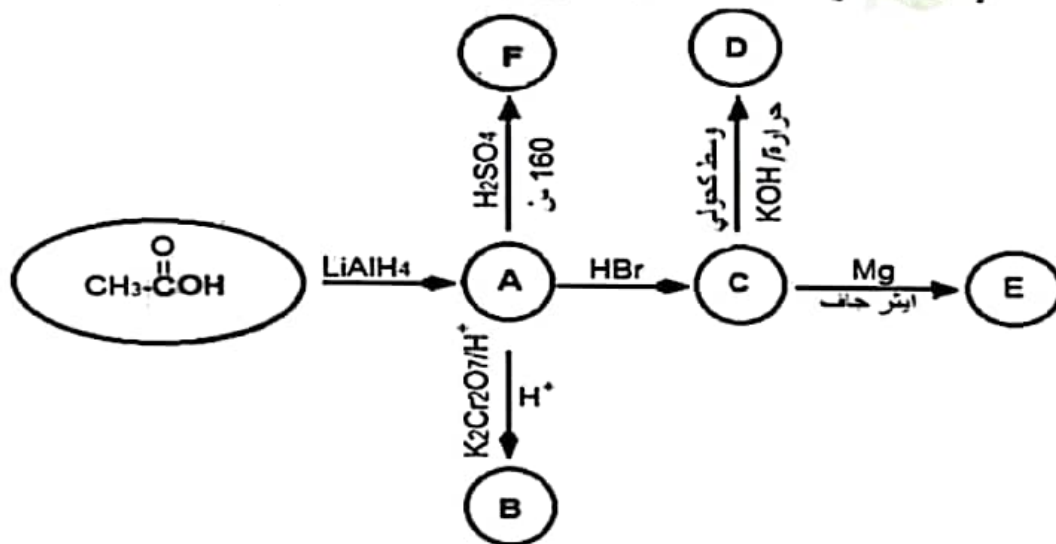 F
D
H2SO4
160 س
وسط كحولي
KOH/حرارة
O
CH3-COH
LiAlH4
A
HBr
C
Mg
ايثر جاف
E
K2Cr2O7/H+
H+
B